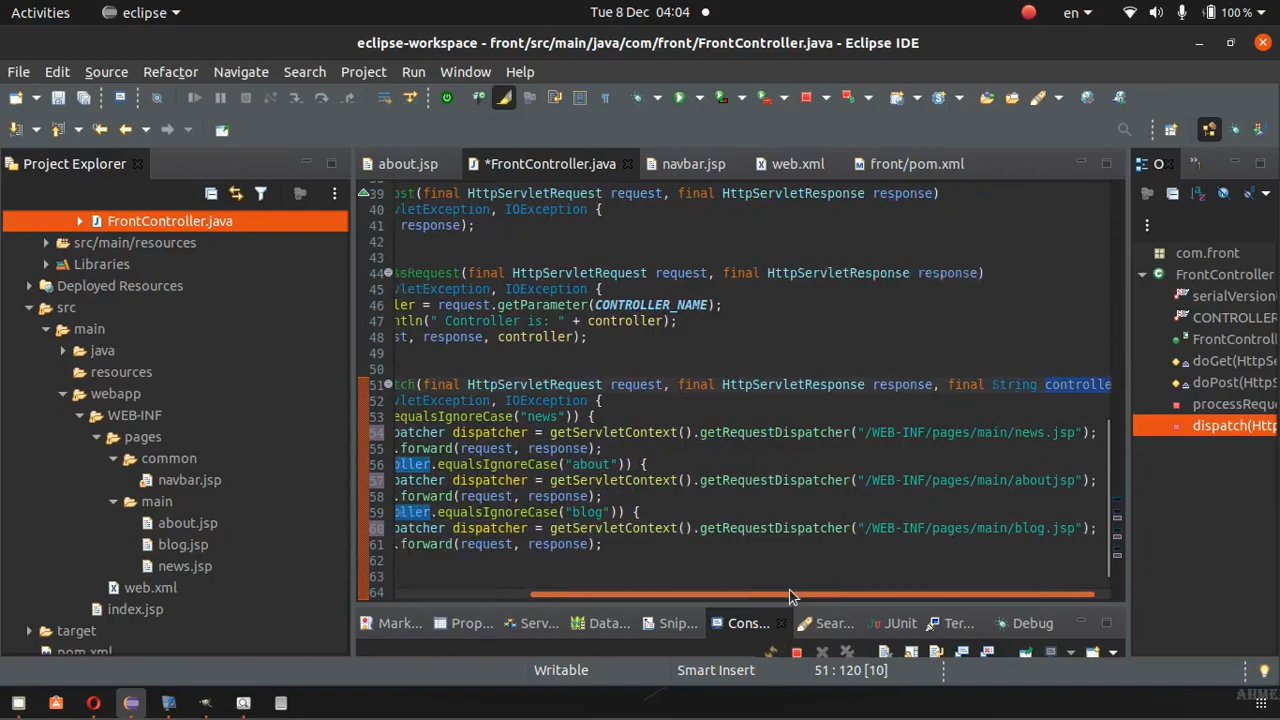 Activities eclipse Tue 8 Dec 04:04 en 100 %
eclipse-workspace - front/src/main/java/com/front/FrontController.java - Eclipse IDE
File Edit Source Refactor Navigate Search Project Run Window Help
Project Explorer
about.jsp *FrontController.java navbar.jsp web.xml front/pom.xml O
FrontController.java
src/main/resources
Libraries
Deployed Resources
src
main
java
resources
webapp
WEB-INF
pages
common
navbar.jsp
main
about.jsp
blog.jsp
news.jsp
web.xml
index.jsp
target
pom.xml
39 ost(final HttpServletRequest request, final HttpServletResponse response)
40 vletException, IOException {
41 response);
42
43
44 ssRequest(final HttpServletRequest request, final HttpServletResponse response)
45 vletException, IOException {
46 ler = request.getParameter(CONTROLLER_NAME);
47 ntln(" Controller is: " + controller);
48 st, response, controller);
49
50
51 tch(final HttpServletRequest request, final HttpServletResponse response, final String controlle
52 vletException, IOException {
53 equalsIgnoreCase("news")) {
54 patcher dispatcher = getServletContext().getRequestDispatcher("/WEB-INF/pages/main/news.jsp");
55 .forward(request, response);
56 oller.equalsIgnoreCase("about")) {
57 patcher dispatcher = getServletContext().getRequestDispatcher("/WEB-INF/pages/main/aboutjsp");
58 .forward(request, response);
59 oller.equalsIgnoreCase("blog")) {
60 patcher dispatcher = getServletContext().getRequestDispatcher("/WEB-INF/pages/main/blog.jsp");
61 .forward(request, response);
62
63
64
com.front
FrontController
serialVersion
CONTROLLER
FrontControll
doGet(HttpS
doPost(Http
processRequ
dispatch(Htt
Mark... Prop... Serv... Data... Snip... Cons... Sear... JUnit Ter... Debug
Writable Smart Insert 51 : 120 [10]